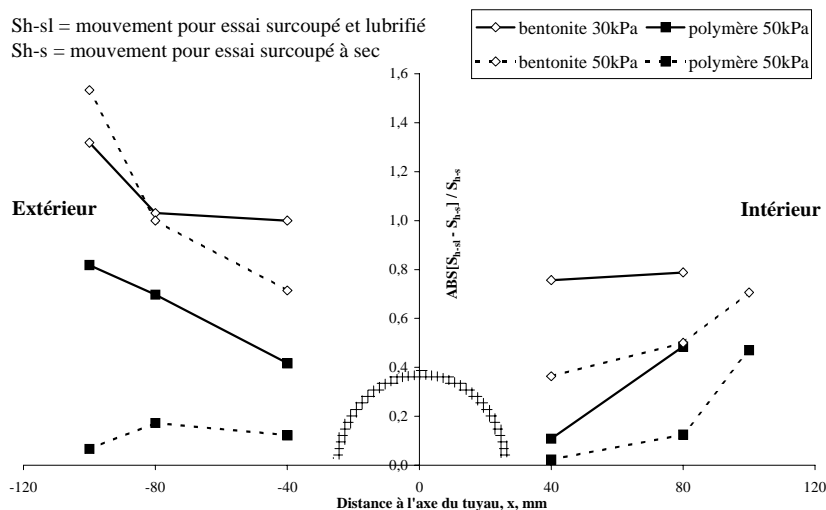 Sh-sl = mouvement pour essai surcoupé et lubrifié
Sh-s = mouvement pour essai surcoupé à sec
bentonite 30kPa
polymère 50kPa
bentonite 50kPa
polymère 50kPa
1,6
1,4
1,2
1,0
0,8
0,6
0,4
0,2
0,0
ABS[Sh-sl - Sh-s] / Sh-s
Extérieur
Intérieur
-120
-80
-40
0
40
80
120
Distance à l'axe du tuyau, x, mm